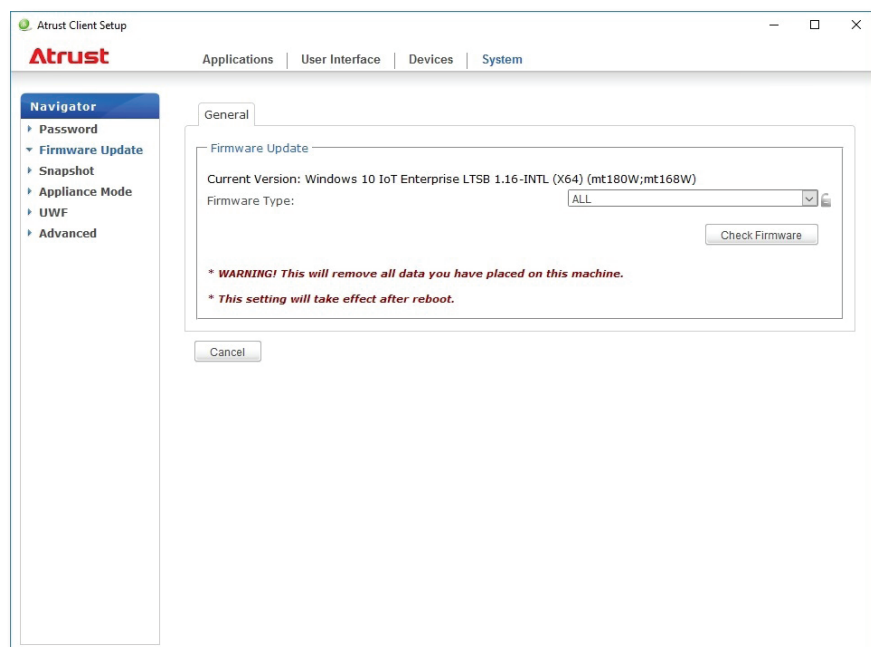 Atrust Client Setup
Atrust
Applications User Interface Devices System
Navigator
Password
Firmware Update
Snapshot
Appliance Mode
UWF
Advanced
General
Firmware Update
Current Version: Windows 10 IoT Enterprise LTSB 1.16-INTL (X64) (mt180W;mt168W)
Firmware Type:
ALL
Check Firmware
* WARNING! This will remove all data you have placed on this machine.
* This setting will take effect after reboot.
Cancel